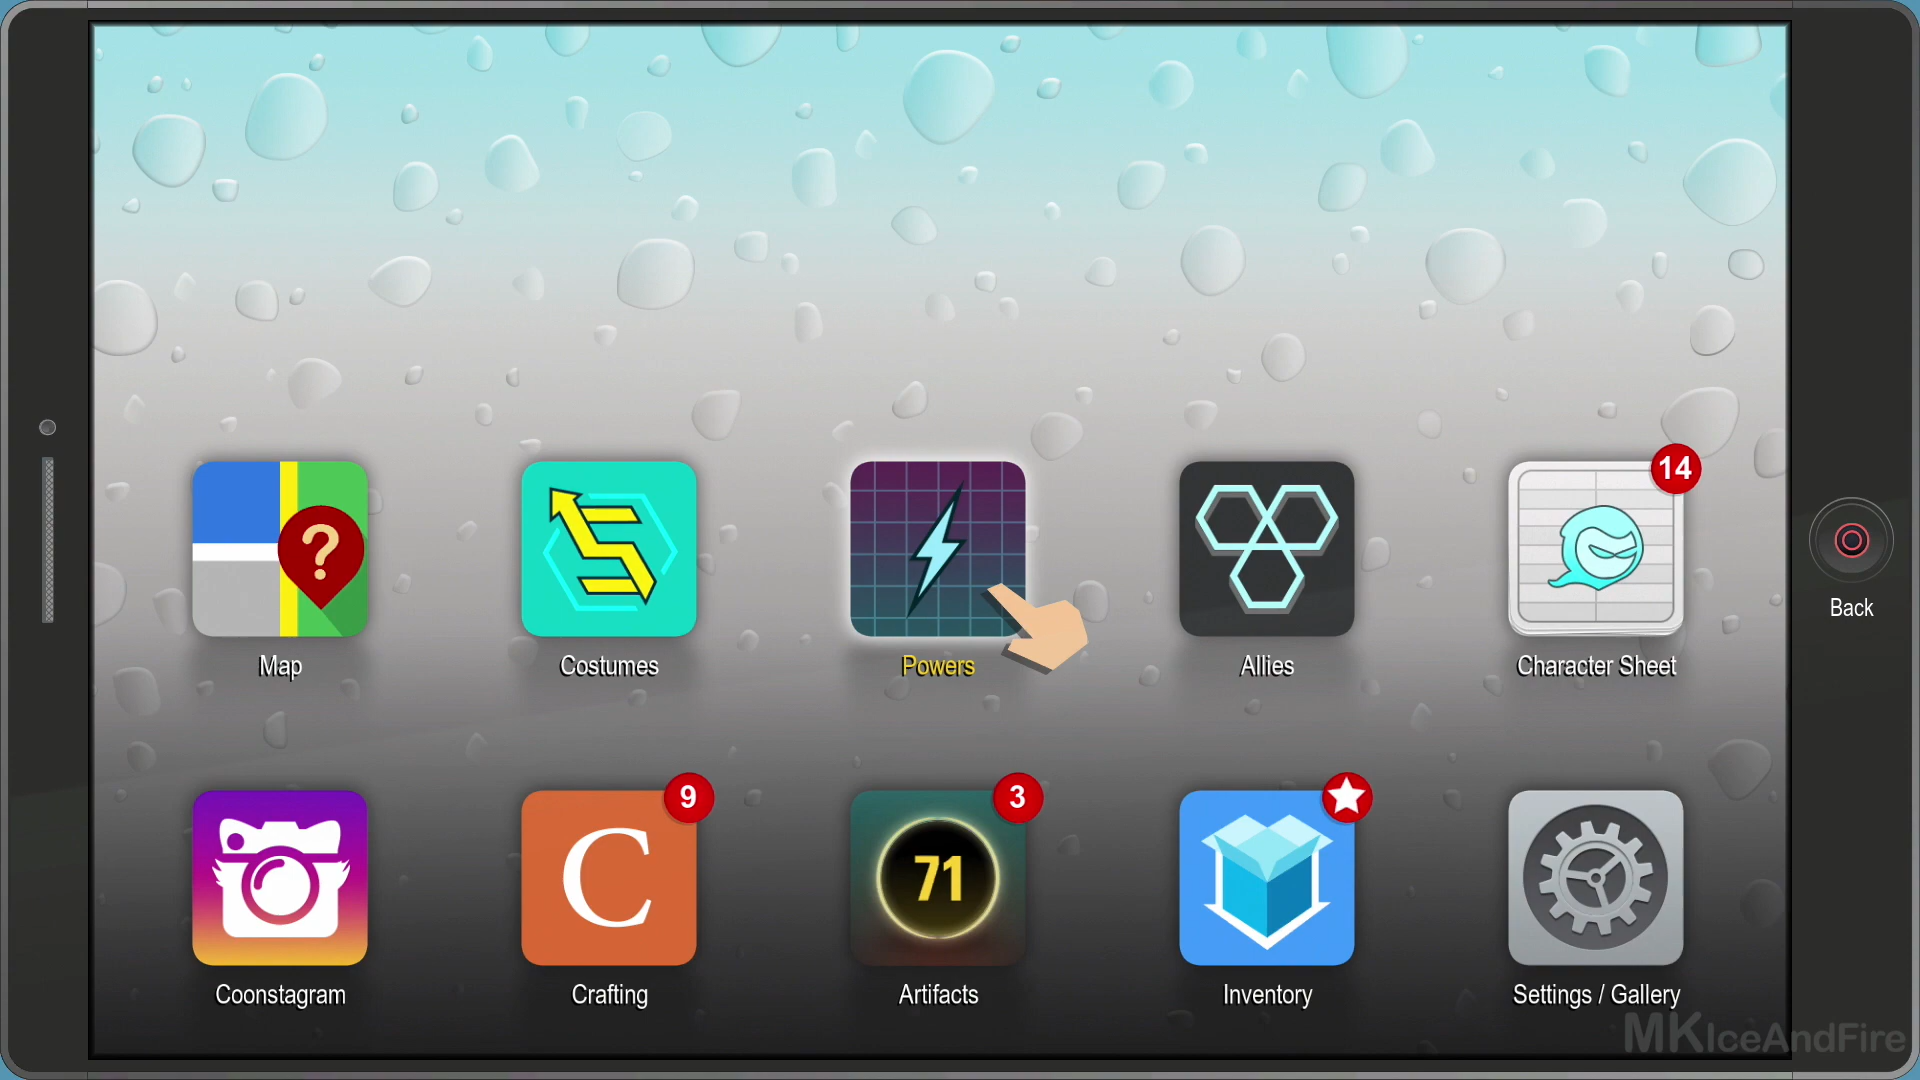 14
?
Map
Costumes
Powers
Allies
Character Sheet
Back
9
3
C
71
Coonstagram
Crafting
Artifacts
Inventory
Settings / Gallery
MKIceAndFire